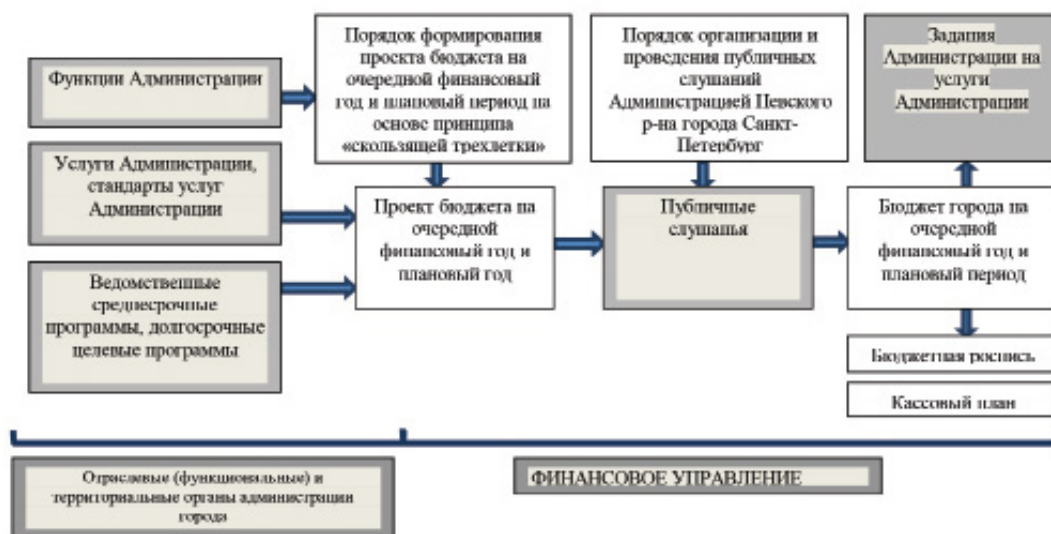 Функции Администрации
Услуги Администрации,
стандарты услуг
Администрации
Ведомственные
среднесрочные
программы, долгосрочные
целевые программы
Порядок формирования
проекта бюджета на
очередной финансовый
год и плановый период на
основе принципа
«скользящей трехлетки»
Проект бюджета на
очередной
финансовый год и
плановый год
Порядок организации и
проведения публичных
слушаний
Администрацией Невского
р-на города Санкт-
Петербург
Публичные
слушанья
Задания
Администрации на
услуги
Администрации
Бюджет города на
очередной
финансовый год и
плановый период
Бюджетная роспись
Кассовый план
Отраслевые (функциональные) и
территориальные органы администрации
города
ФИНАНСОВОЕ УПРАВЛЕНИЕ